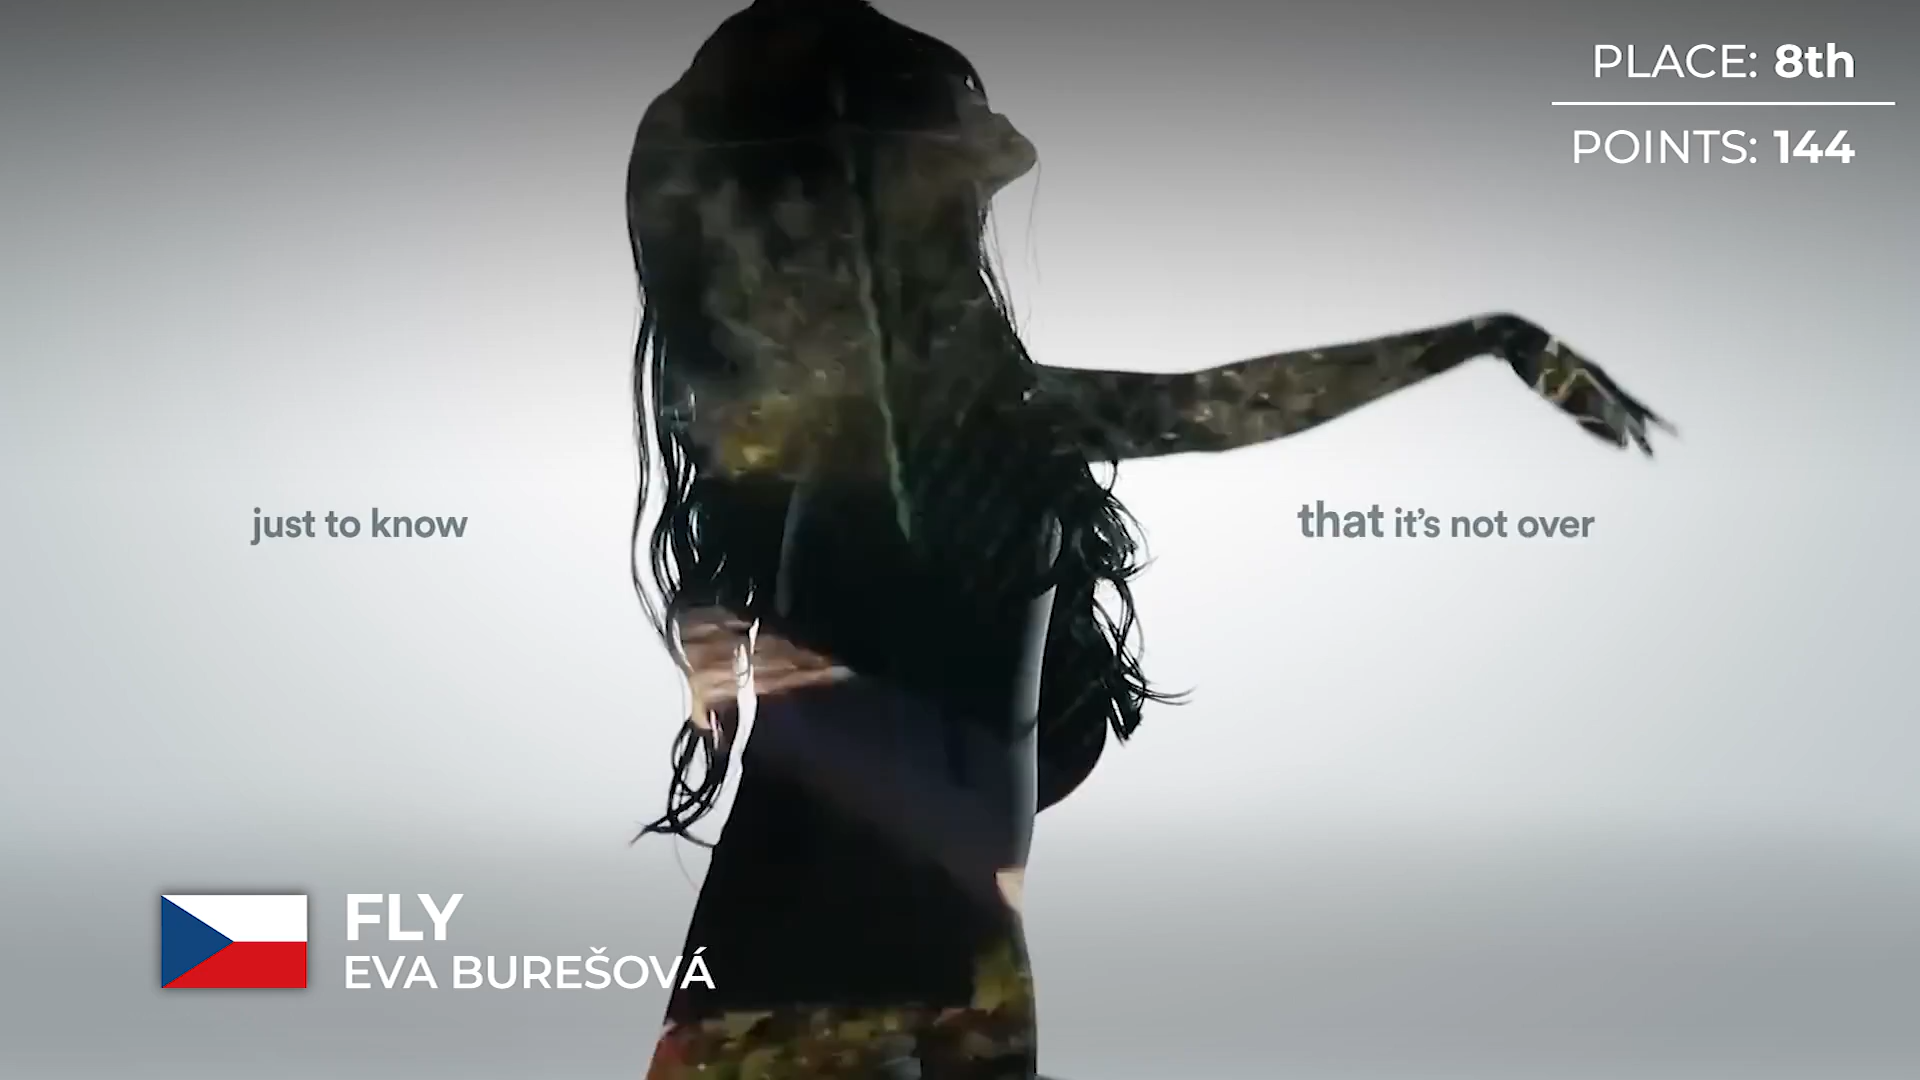 PLACE: 8th
POINTS: 144
just to know that it's not over
FLY
EVA BUREŠOVÁ